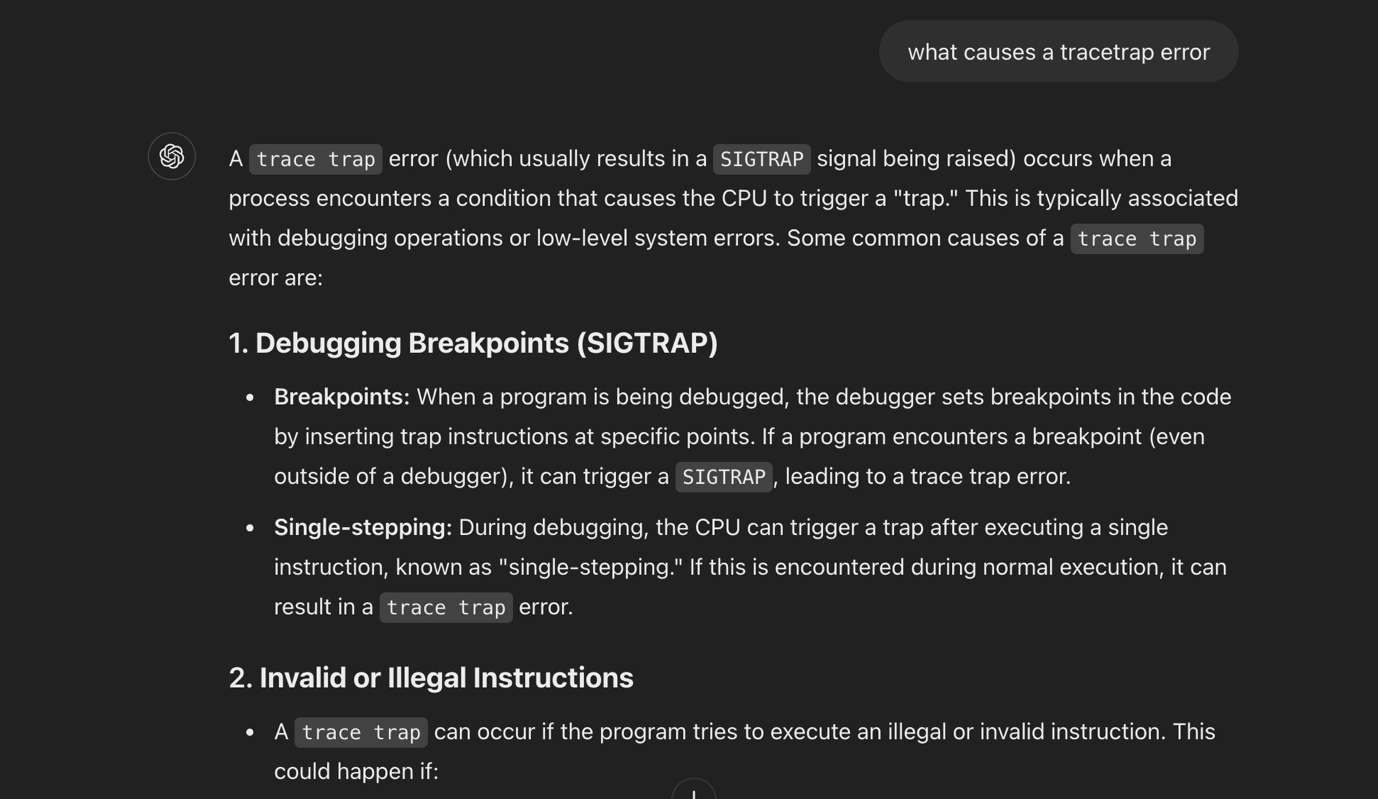 what causes a tracetrap error
A trace trap error (which usually results in a SIGTRAP signal being raised) occurs when a
process encounters a condition that causes the CPU to trigger a "trap." This is typically associated
with debugging operations or low-level system errors. Some common causes of a trace trap
error are:
1. Debugging Breakpoints (SIGTRAP)
• Breakpoints: When a program is being debugged, the debugger sets breakpoints in the code
by inserting trap instructions at specific points. If a program encounters a breakpoint (even
outside of a debugger), it can trigger a SIGTRAP, leading to a trace trap error.
• Single-stepping: During debugging, the CPU can trigger a trap after executing a single
instruction, known as "single-stepping." If this is encountered during normal execution, it can
result in a trace trap error.
2. Invalid or Illegal Instructions
• A trace trap can occur if the program tries to execute an illegal or invalid instruction. This
could happen if: